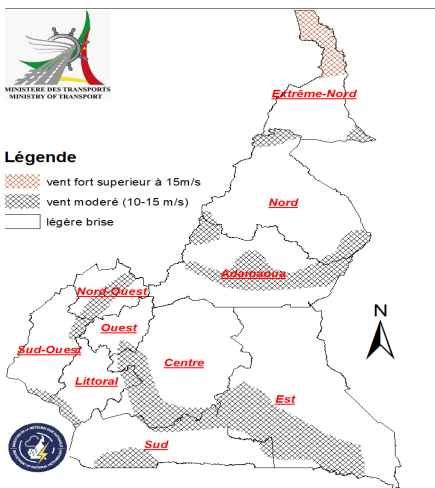 MINISTERE DES TRANSPORTS
MINISTRY OF TRANSPORT
Légende
vent fort superieur à 15m/s
vent moderé (10-15 m/s)
légère brise
Extrême-Nord
Nord
Adamaoua
Nord-Ouest
Ouest
Sud-Ouest
Littoral
Centre
Est
Sud
N